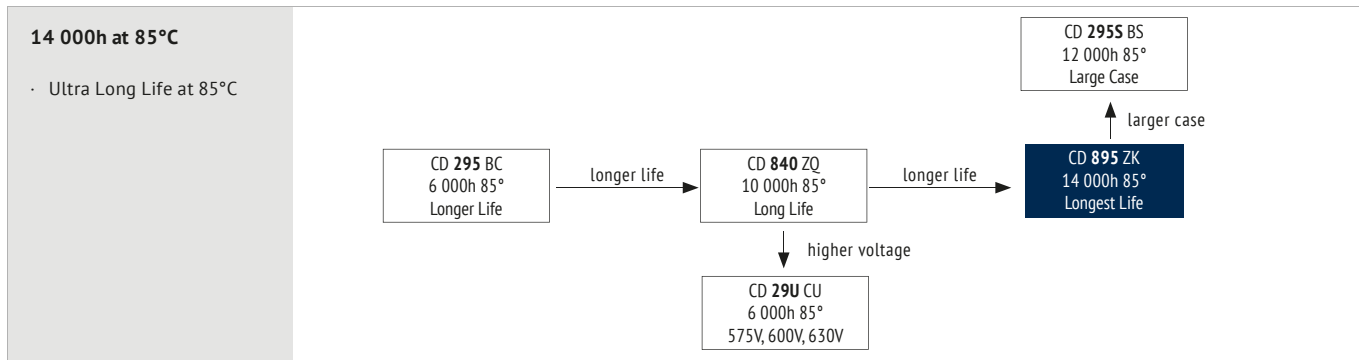 14 000h at 85°C
· Ultra Long Life at 85°C
CD 295S BS
12 000h 85°
Large Case
larger case
CD 295 BC
6 000h 85°
Longer Life
longer life
CD 840 ZQ
10 000h 85°
Long Life
longer life
CD 895 ZK
14 000h 85°
Longest Life
higher voltage
CD 29U CU
6 000h 85°
575V, 600V, 630V